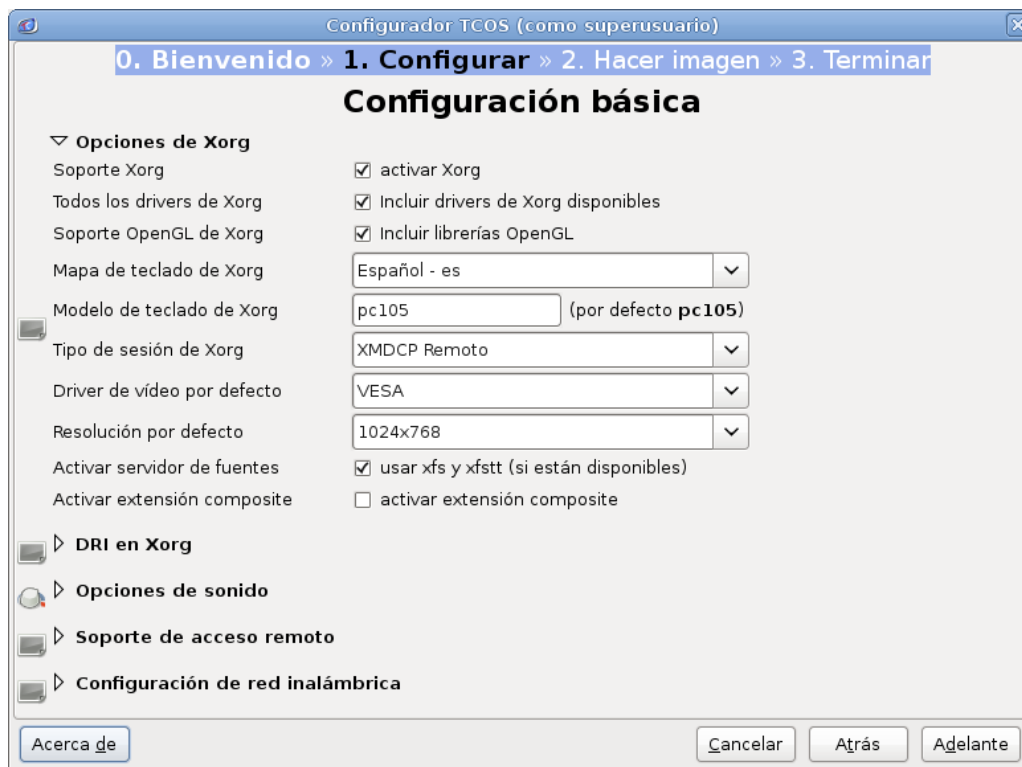 Configurador TCOS (como superusuario)
0. Bienvenido » 1. Configurar » 2. Hacer imagen » 3. Terminar
Configuración básica
Opciones de Xorg
Soporte Xorg activar Xorg
Todos los drivers de Xorg Incluir drivers de Xorg disponibles
Soporte OpenGL de Xorg Incluir librerías OpenGL
Mapa de teclado de Xorg Español - es
Modelo de teclado de Xorg pc105 (por defecto pc105)
Tipo de sesión de Xorg XMDCP Remoto
Driver de vídeo por defecto VESA
Resolución por defecto 1024x768
Activar servidor de fuentes usar xfs y xfstt (si están disponibles)
Activar extensión composite activar extensión composite
DRI en Xorg
Opciones de sonido
Soporte de acceso remoto
Configuración de red inalámbrica
Acerca de Cancelar Atrás Adelante